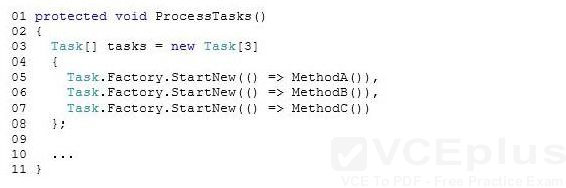 01 protected void ProcessTasks()
02 {
03   Task[] tasks = new Task[3]
04   {
05     Task.Factory.StartNew(() => MethodA()),
06     Task.Factory.StartNew(() => MethodB()),
07     Task.Factory.StartNew(() => MethodC())
08   };
09
10   ...
11 }
VCEplus
VCE To PDF - Free Practice Exam